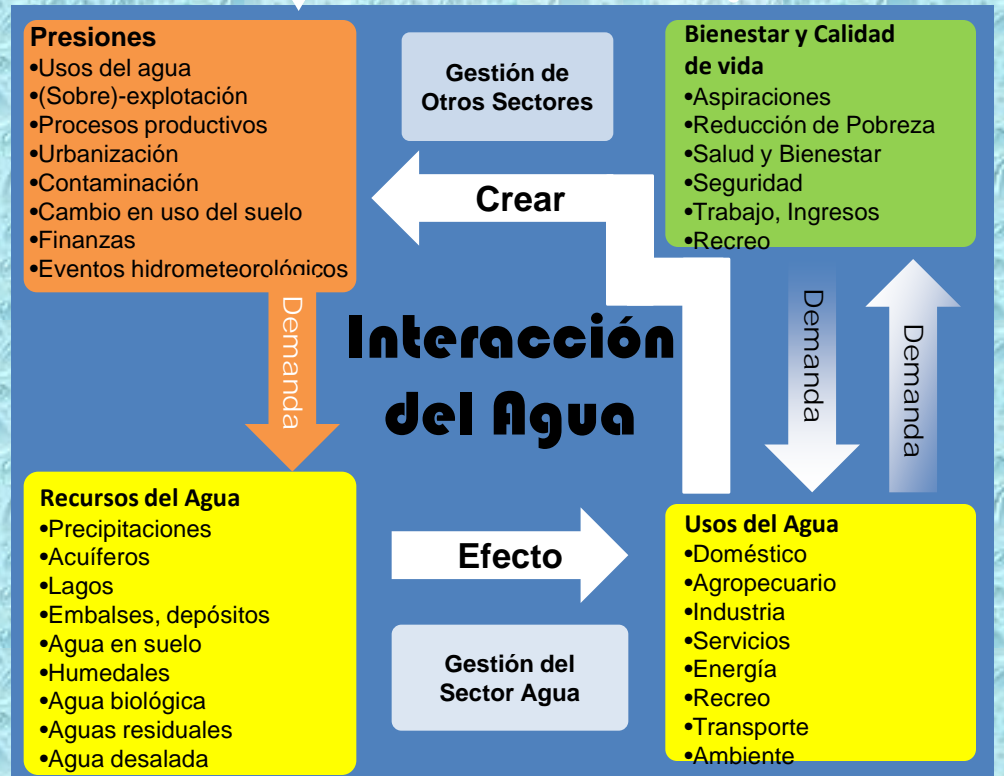 Presiones
•Usos del agua
•(Sobre)-explotación
•Procesos productivos
•Urbanización
•Contaminación
•Cambio en uso del suelo
•Finanzas
•Eventos hidrometeorológicos
Gestión de
Otros Sectores
Bienestar y Calidad
de vida
•Aspiraciones
•Reducción de Pobreza
•Salud y Bienestar
•Seguridad
•Trabajo, Ingresos
•Recreo
Crear
Demanda
Interacción
del Agua
Demanda
Demanda
Recursos del Agua
•Precipitaciones
•Acuíferos
•Lagos
•Embalses, depósitos
•Agua en suelo
•Humedales
•Agua biológica
•Aguas residuales
•Agua desalada
Efecto
Gestión del
Sector Agua
Usos del Agua
•Doméstico
•Agropecuario
•Industria
•Servicios
•Energía
•Recreo
•Transporte
•Ambiente